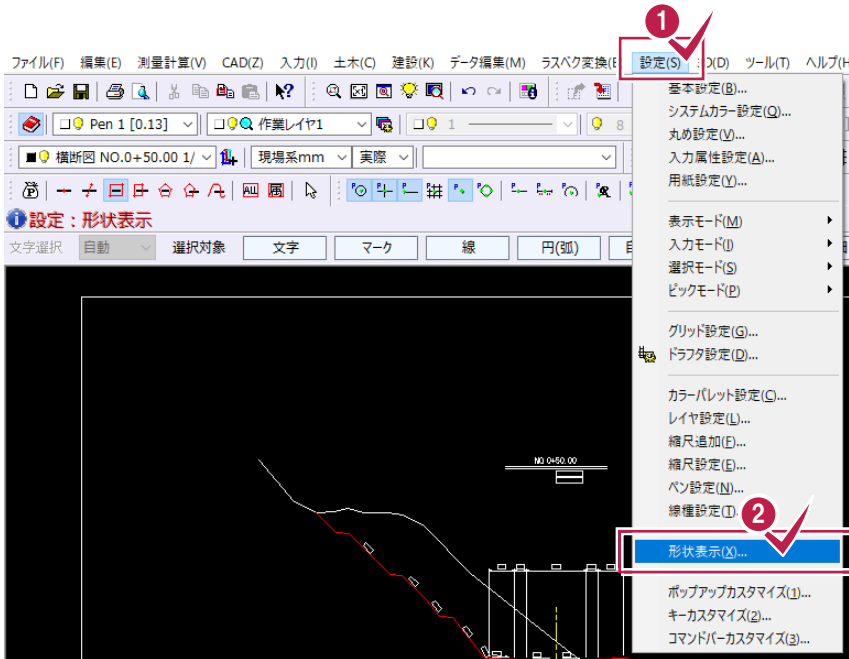 1
ファイル(F) 編集(E) 測量計算(V) CAD(Z) 入力(I) 土木(C) 建設(K) データ編集(M) ラスベク変換( 設定(S) D(D) ツール(T) ヘルプ(H
Pen 1 [0.13] 作業レイヤ1 1 8
横断図 NO.0+50.00 1/ 現場系mm 実際
ALL 属
設定：形状表示
文字選択 自動 選択対象 文字 マーク 線 円(弧)
基本設定(B)...
システムカラー設定(O)...
丸め設定(V)...
入力属性設定(A)...
用紙設定(Y)...
表示モード(M)
入力モード(I)
選択モード(S)
ピックモード(P)
グリッド設定(G)...
ドラフタ設定(D)...
カラーパレット設定(C)...
レイヤ設定(L)...
縮尺追加(F)...
縮尺設定(E)...
ペン設定(N)...
線種設定(T)
2
形状表示(X)...
ポップアップカスタマイズ(1)...
キーカスタマイズ(2)...
コマンドバーカスタマイズ(3)...
NO.0+50.00